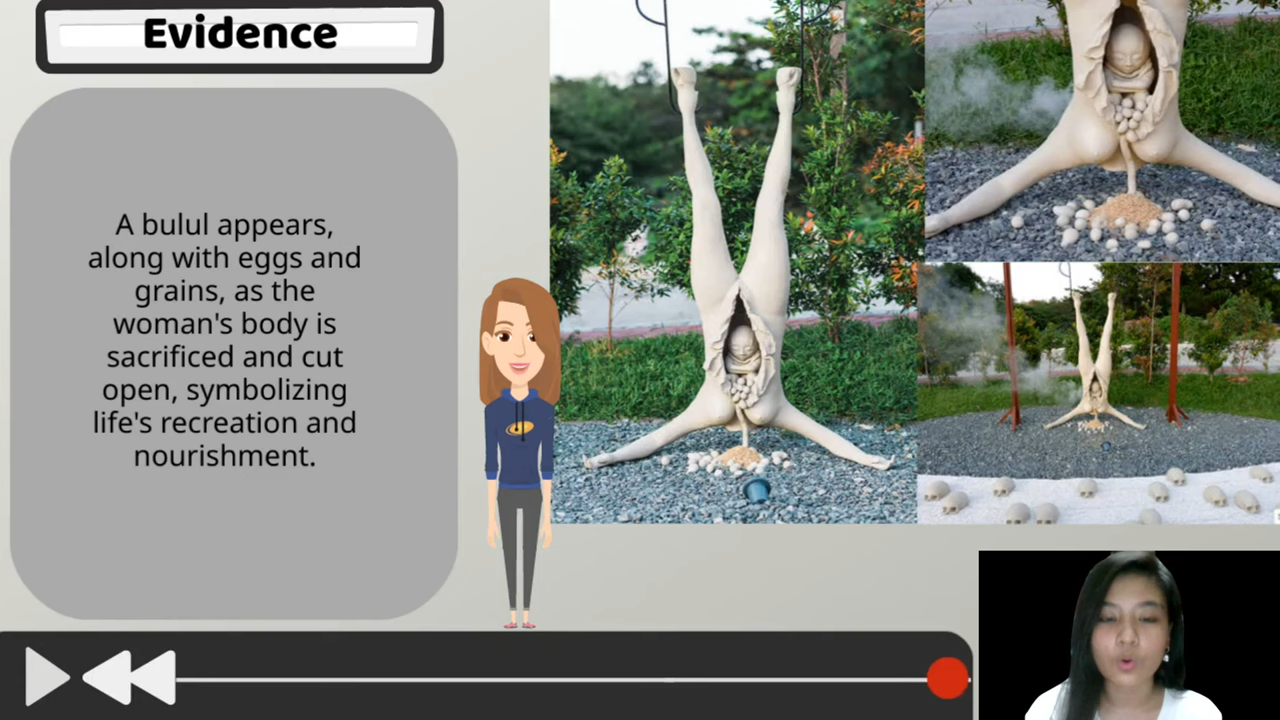 Evidence
A bulul appears,
along with eggs and
grains, as the
woman's body is
sacrificed and cut
open, symbolizing
life's recreation and
nourishment.